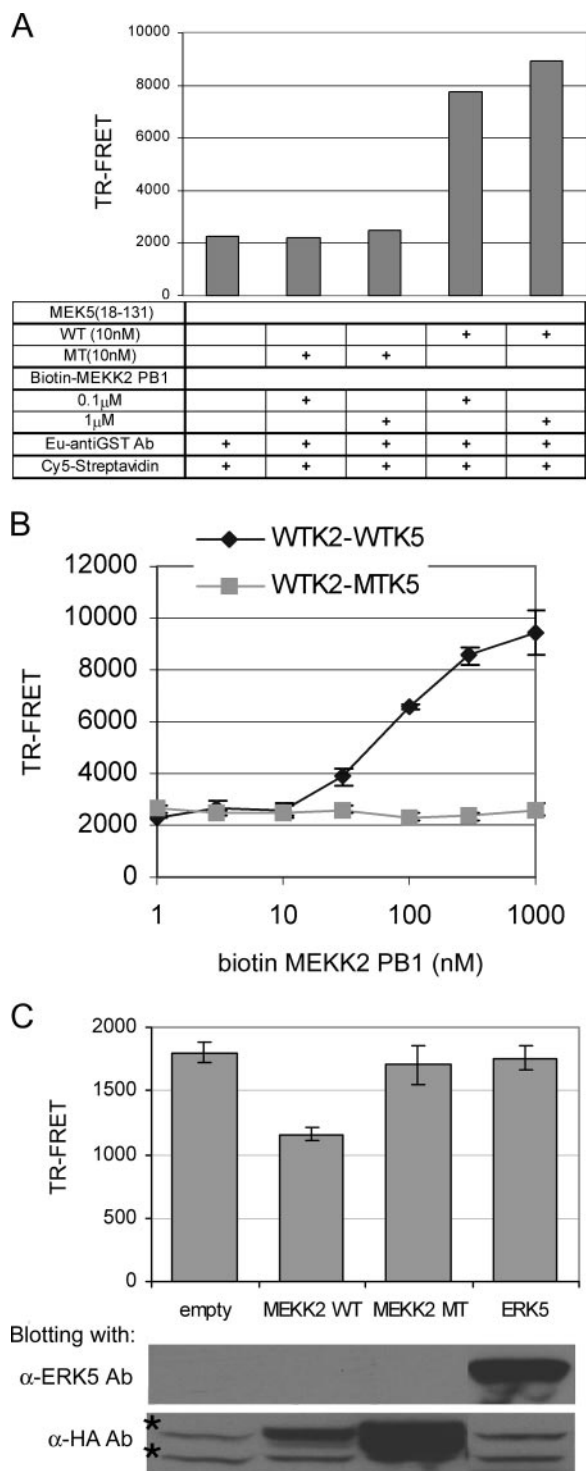 A
10000
8000
6000
4000
2000
0
TR-FRET
MEK5(18-131)
WT (10nM) + +
MT(10nM) + +
Biotin-MEKK2 PB1
0.1μM + +
1μM + +
Eu-antiGST Ab + + + + +
Cy5-Streptavidin + + + + +
B
WTK2-WTK5
WTK2-MTK5
12000
10000
8000
6000
4000
2000
0
TR-FRET
1 10 100 1000
biotin MEKK2 PB1 (nM)
C
2000
1500
1000
500
0
TR-FRET
empty MEKK2 WT MEKK2 MT ERK5
Blotting with:
α-ERK5 Ab
α-HA Ab
*
*